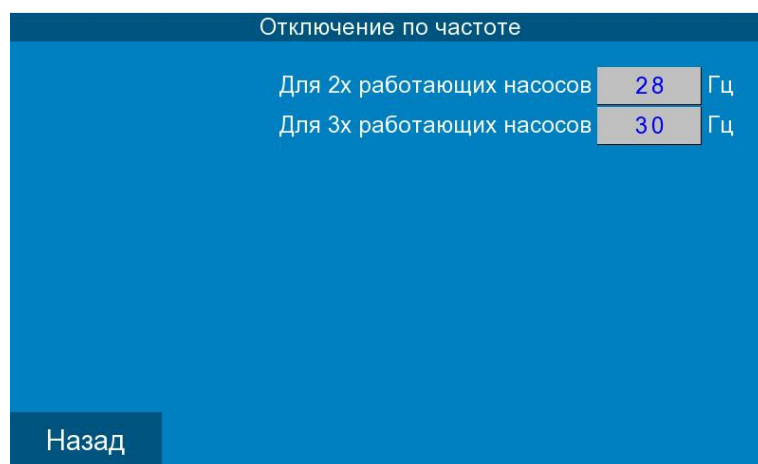 Отключение по частоте
Для 2х работающих насосов 28 Гц
Для 3х работающих насосов 30 Гц
Назад